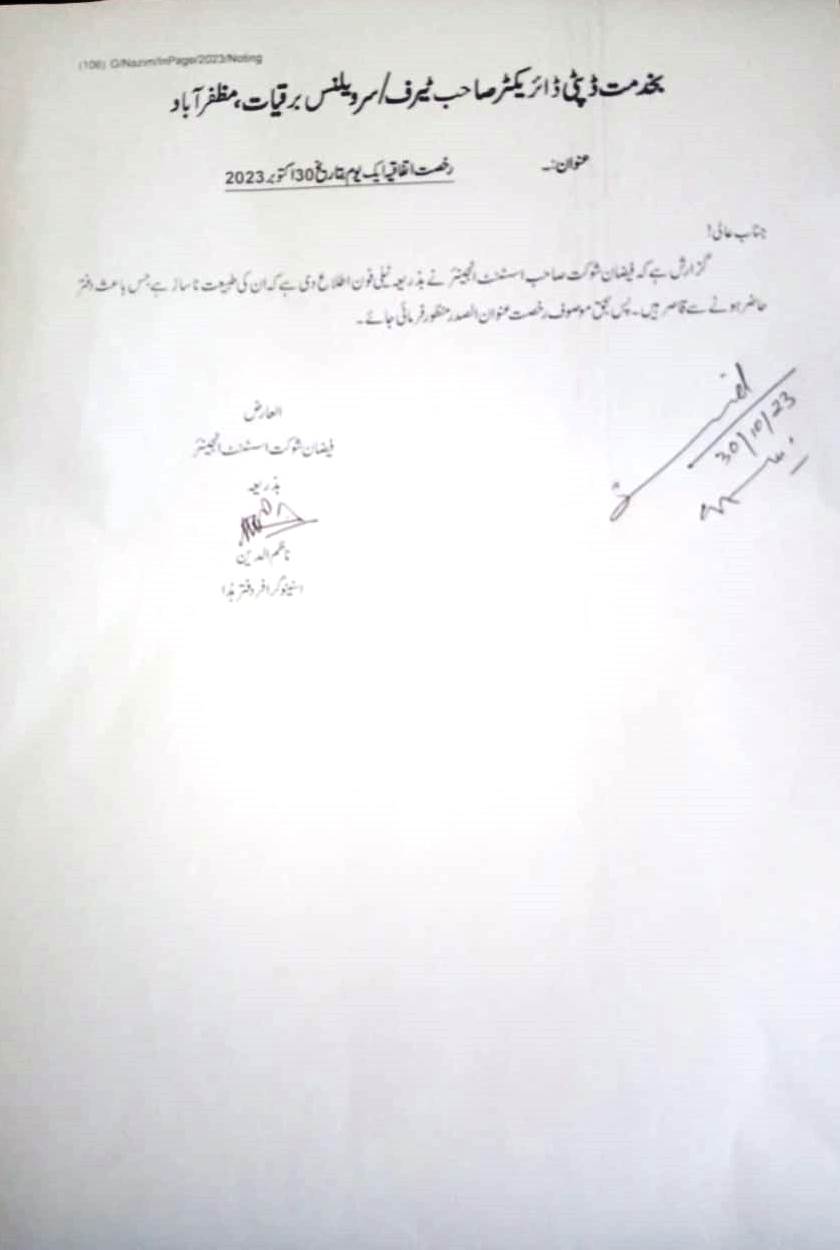 (106) G/Nazim/InPage/2023/Noting
بخدمت ڈپٹی ڈائریکٹر صاحب ٹیرف/سرویلنس برقیات، مظفر آباد
عنوان:۔ رخصت اتفاقیہ ایک یوم بتاریخ 30 اکتوبر 2023
جناب عالی!
گزارش ہے کہ فیضان شوکت صاحب اسسٹنٹ انجینئر نے بذریعہ ٹیلی فون اطلاع دی ہے کہ ان کی طبیعت ناساز ہے جس باعث دفتر
حاضر ہونے سے قاصر ہیں۔ پس بحق موصوف رخصت عنوان الصدر منظور فرمائی جائے۔
العارض
فیضان شوکت اسسٹنٹ انجینئر
بذریعہ
ناظم الدین
اسٹینوگرافر دفتر ہٰذا
30/10/23